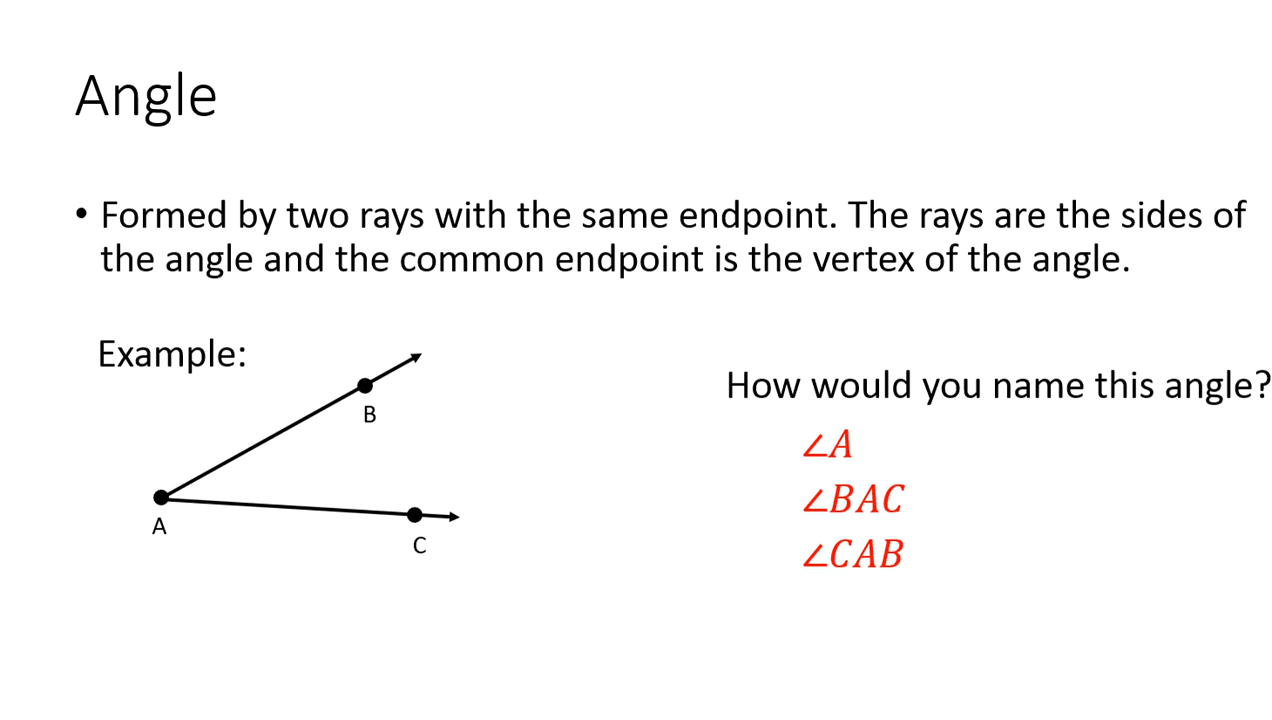 Angle
• Formed by two rays with the same endpoint. The rays are the sides of
the angle and the common endpoint is the vertex of the angle.
Example:
B
A
C
How would you name this angle?
∠A
∠BAC
∠CAB